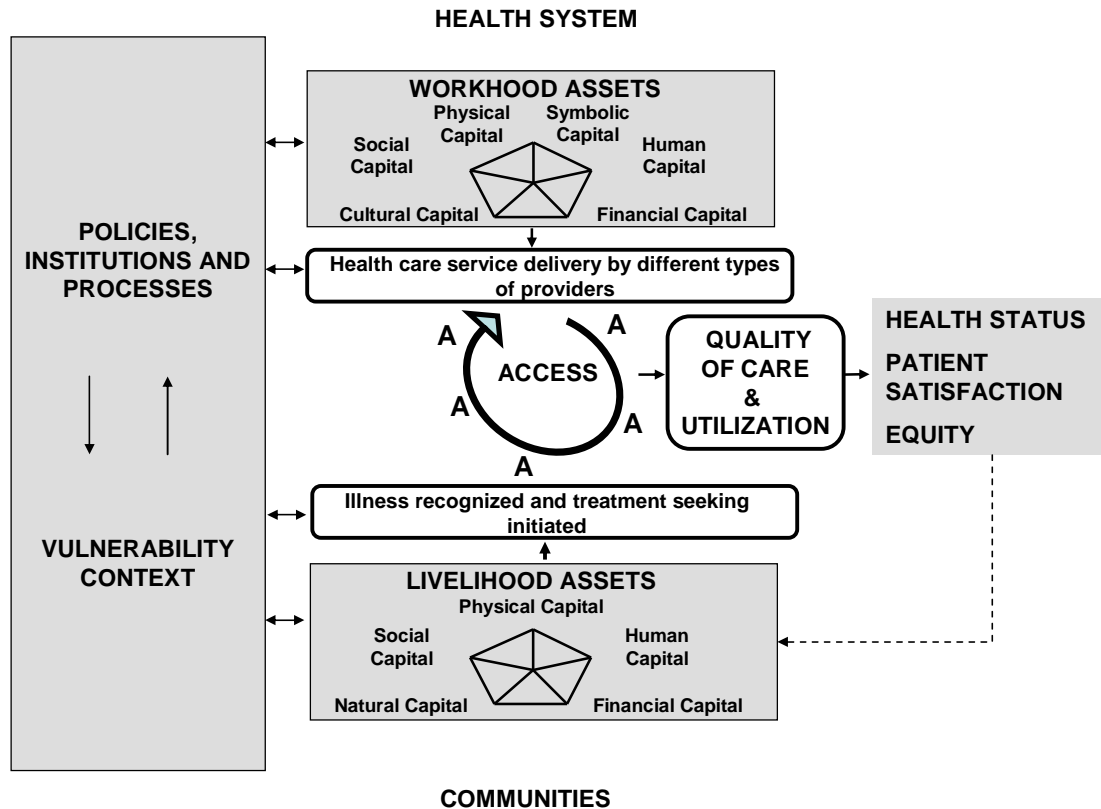 HEALTH SYSTEM
POLICIES,
INSTITUTIONS AND
PROCESSES
VULNERABILITY
CONTEXT
WORKHOOD ASSETS
Physical
Capital
Symbolic
Capital
Social
Capital
Human
Capital
Cultural Capital
Financial Capital
Health care service delivery by different types
of providers
A
A
A
A
A
ACCESS
QUALITY
OF CARE
&
UTILIZATION
HEALTH STATUS
PATIENT
SATISFACTION
EQUITY
Illness recognized and treatment seeking
initiated
LIVELIHOOD ASSETS
Physical Capital
Social
Capital
Human
Capital
Natural Capital
Financial Capital
COMMUNITIES